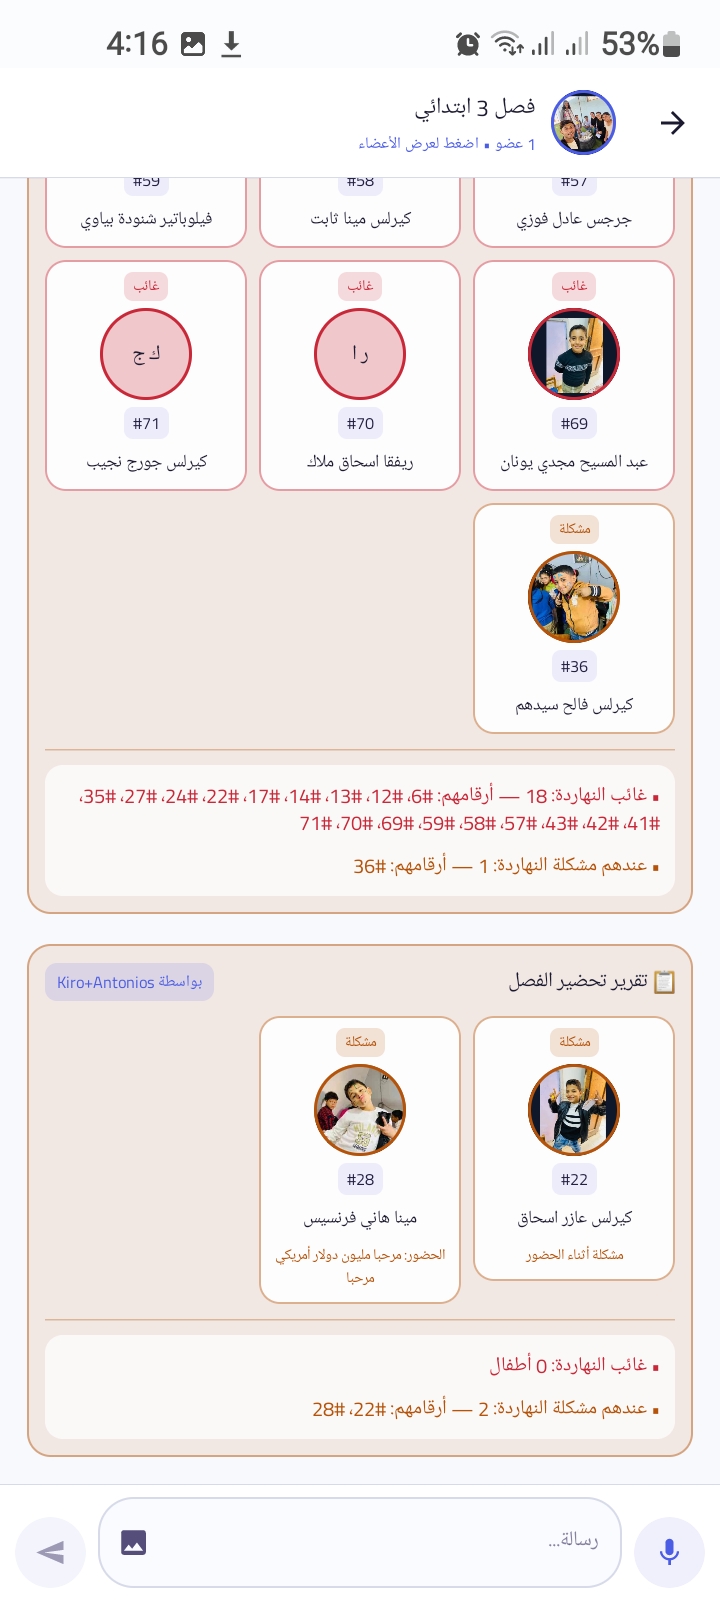 4:16
53%
فصل 3 ابتدائي
1 عضو • اضغط لعرض الأعضاء
#57
#58
#59
جرجس عادل فوزي
كيرلس مينا ثابت
فيلوباتير شنودة بياوي
غائب
غائب
غائب
ر ا
ك ج
#69
#70
#71
عبد المسيح مجدي يونان
ريفقا اسحاق ملاك
كيرلس جورج نجيب
مشكلة
#36
كيرلس فالح سيدهم
▪ غائب النهاردة: 18 — أرقامهم: #6، #12، #13، #14، #17، #22، #24، #27، #35،
#41، #42، #43، #57، #58، #59، #69، #70، #71
▪ عندهم مشكلة النهاردة: 1 — أرقامهم: #36
📋 تقرير تحضير الفصل
بواسطة Kiro+Antonios
مشكلة
مشكلة
#22
#28
كيرلس عازر اسحاق
مينا هاني فرنسيس
مشكلة أثناء الحضور
الحضور: مرحبا مليون دولار أمريكي
مرحبا
▪ غائب النهاردة: 0 أطفال
▪ عندهم مشكلة النهاردة: 2 — أرقامهم: #22، #28
رسالة...